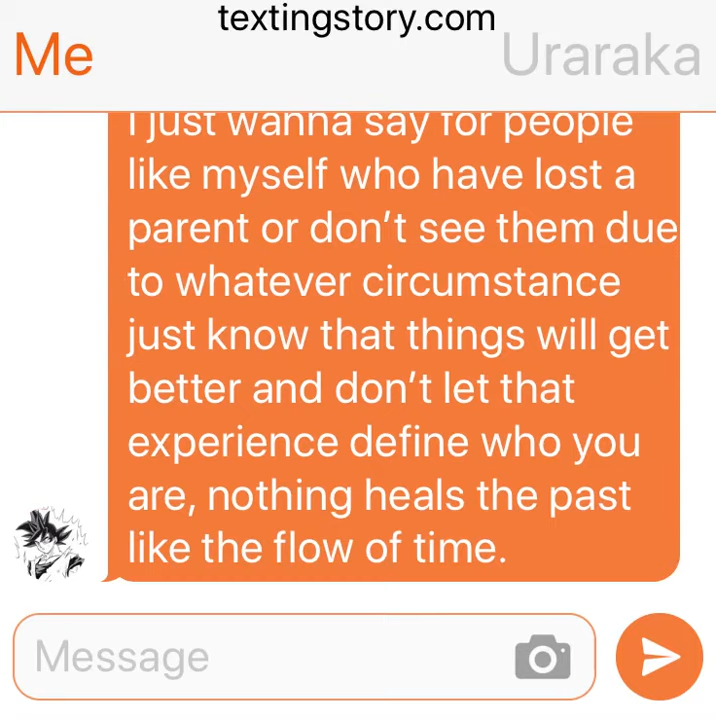 textingstory.com
Me Uraraka
I just wanna say for people
like myself who have lost a
parent or don't see them due
to whatever circumstance
just know that things will get
better and don't let that
experience define who you
are, nothing heals the past
like the flow of time.
Message